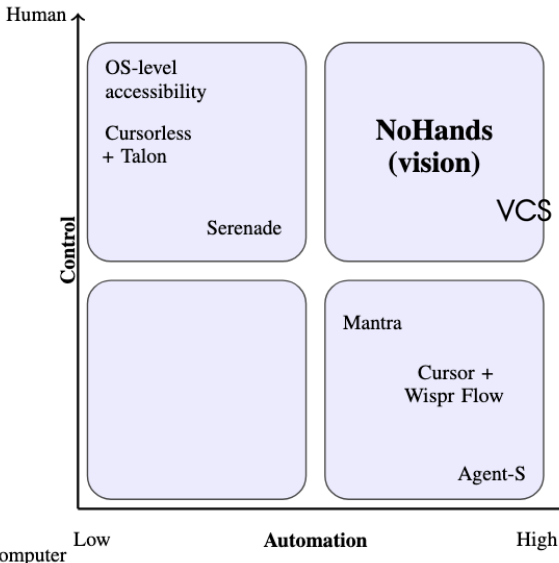 Human
OS-level
accessibility
Cursorless
+ Talon
Serenade
NoHands
(vision)
VCS
Control
Mantra
Cursor +
Wispr Flow
Agent-S
Low
Automation
High
omputer